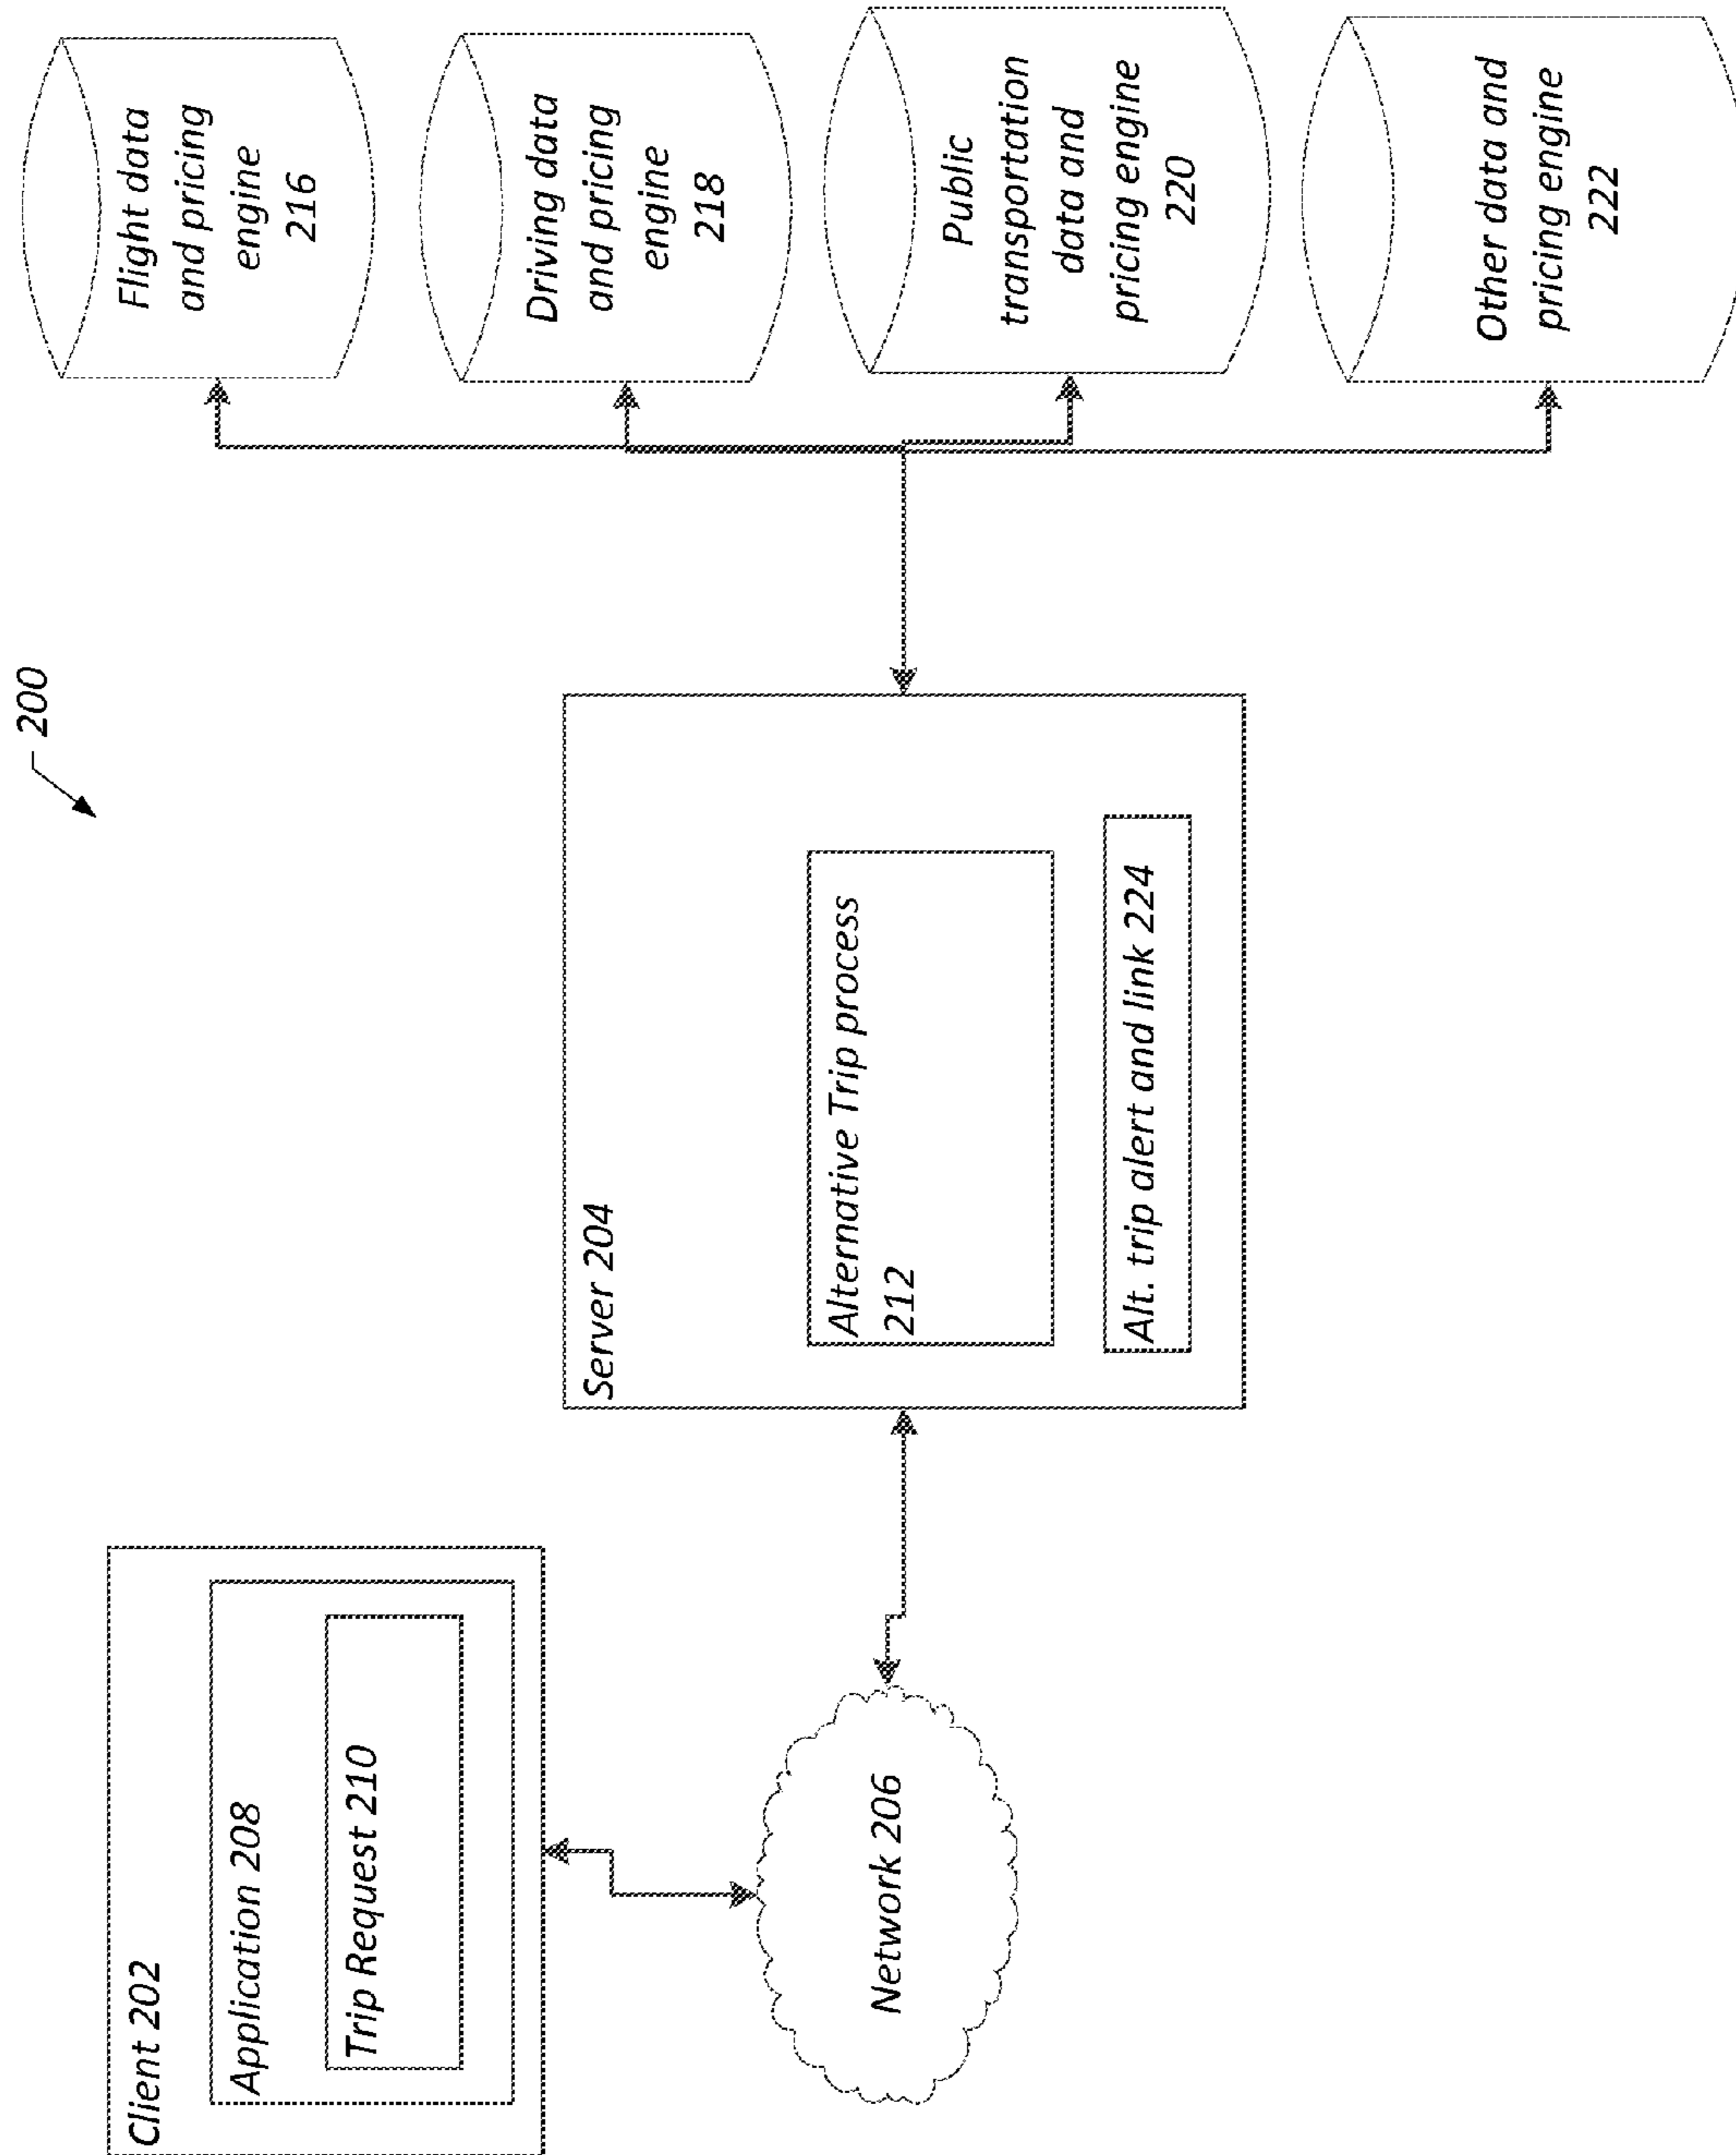 200
Client 202
Application 208
Trip Request 210
Network 206
Server 204
Alternative Trip process
212
Alt. trip alert and link 224
Flight data
and pricing
engine
216
Driving data
and pricing
engine
218
Public
transportation
data and
pricing engine
220
Other data and
pricing engine
222